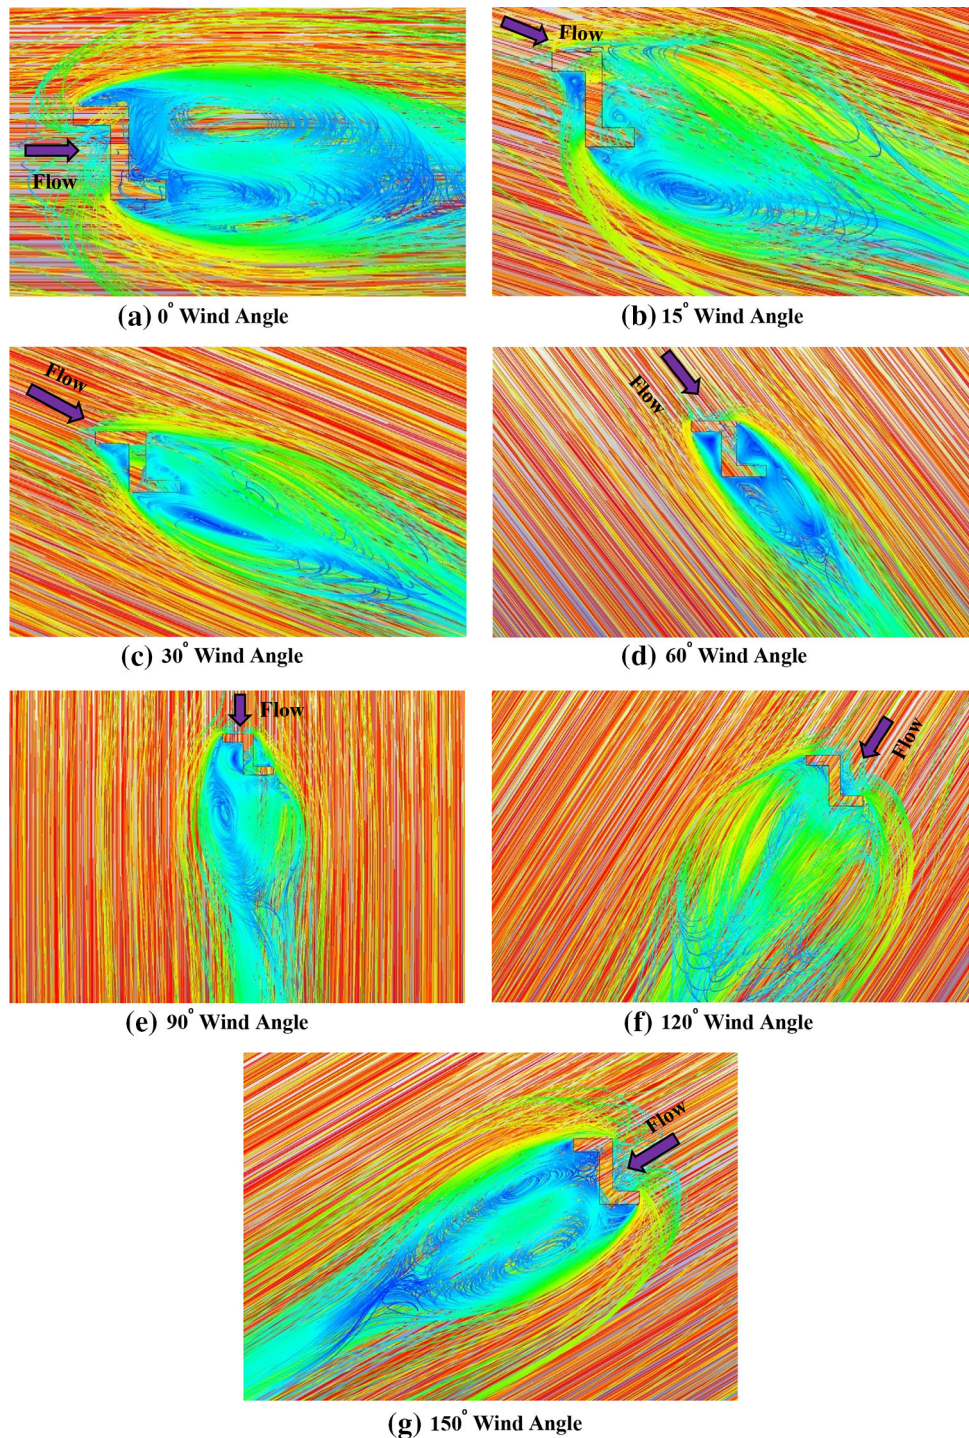 Flow
Flow
(a) 0° Wind Angle
(b) 15° Wind Angle
Flow
Flow
(c) 30° Wind Angle
(d) 60° Wind Angle
Flow
Flow
(e) 90° Wind Angle
(f) 120° Wind Angle
Flow
(g) 150° Wind Angle